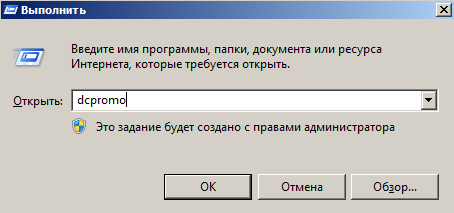 Выполнить
Введите имя программы, папки, документа или ресурса
Интернета, которые требуется открыть.
Открыть: dcpromo
Это задание будет создано с правами администратора
OK Отмена Обзор...